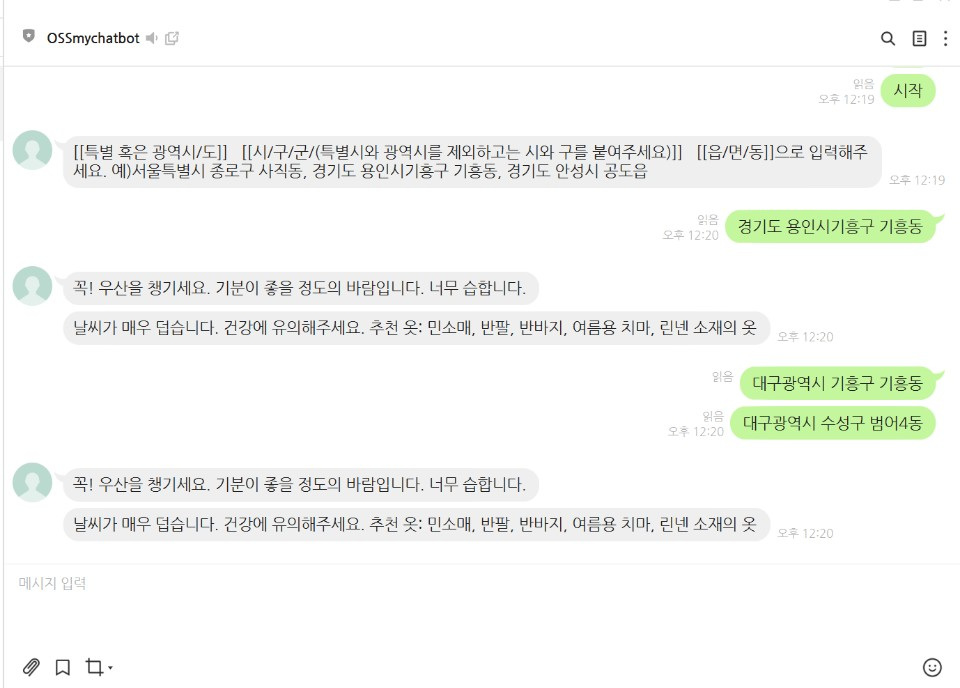 OSSmychatbot
읽음
오후 12:19
시작
[[특별 혹은 광역시/도]] [[시/구/군/(특별시와 광역시를 제외하고는 시와 구를 붙여주세요)]] [[읍/면/동]]으로 입력해주
세요. 예)서울특별시 종로구 사직동, 경기도 용인시기흥구 기흥동, 경기도 안성시 공도읍
오후 12:19
읽음
오후 12:20
경기도 용인시기흥구 기흥동
꼭! 우산을 챙기세요. 기분이 좋을 정도의 바람입니다. 너무 습합니다.
날씨가 매우 덥습니다. 건강에 유의해주세요. 추천 옷: 민소매, 반팔, 반바지, 여름용 치마, 린넨 소재의 옷
오후 12:20
읽음
대구광역시 기흥구 기흥동
읽음
오후 12:20
대구광역시 수성구 범어4동
꼭! 우산을 챙기세요. 기분이 좋을 정도의 바람입니다. 너무 습합니다.
날씨가 매우 덥습니다. 건강에 유의해주세요. 추천 옷: 민소매, 반팔, 반바지, 여름용 치마, 린넨 소재의 옷
오후 12:20
메시지 입력